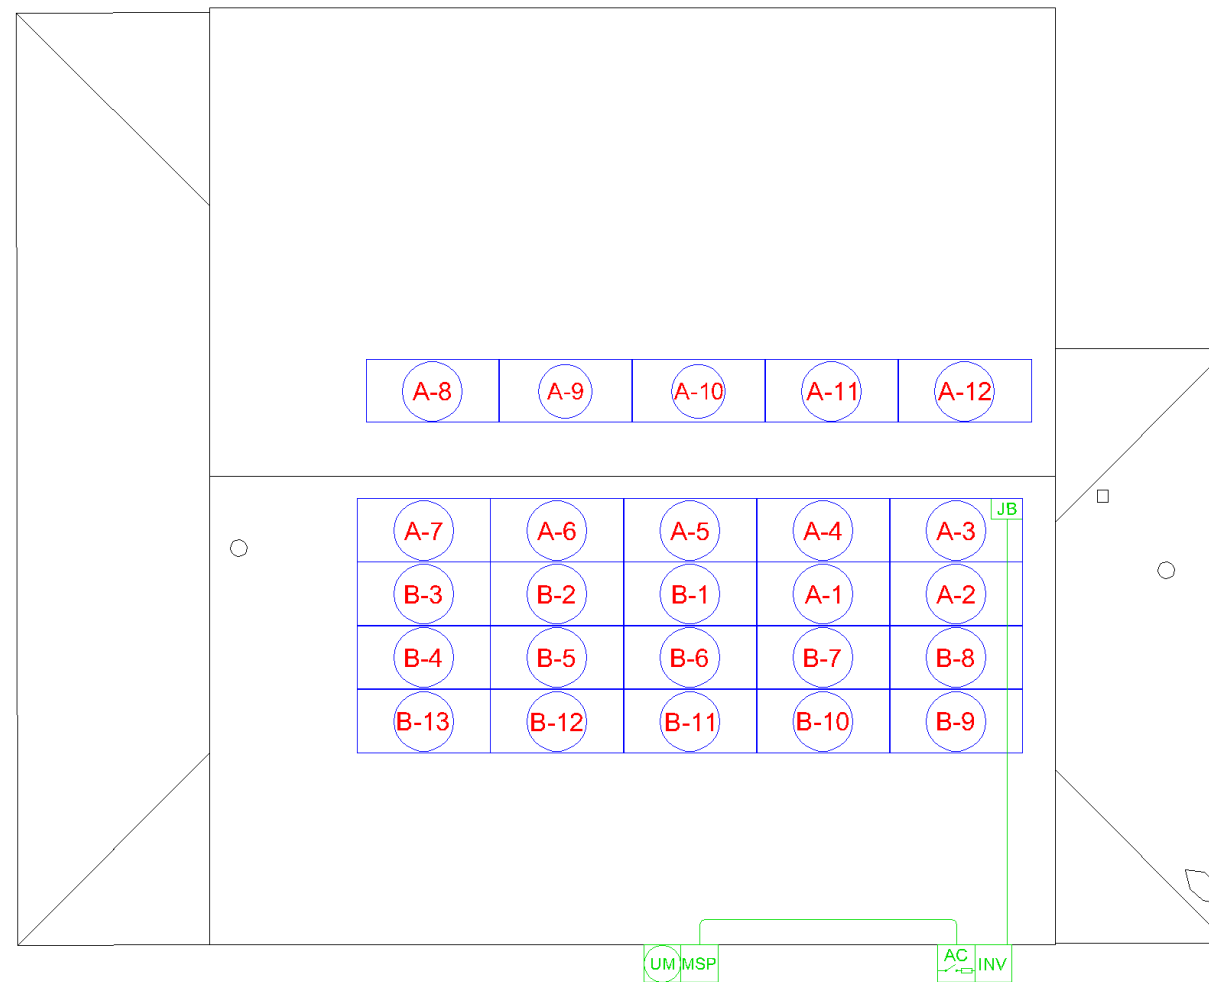 A-8 A-9 A-10 A-11 A-12
JB
A-7 A-6 A-5 A-4 A-3
B-3 B-2 B-1 A-1 A-2
B-4 B-5 B-6 B-7 B-8
B-13 B-12 B-11 B-10 B-9
UM MSP AC INV